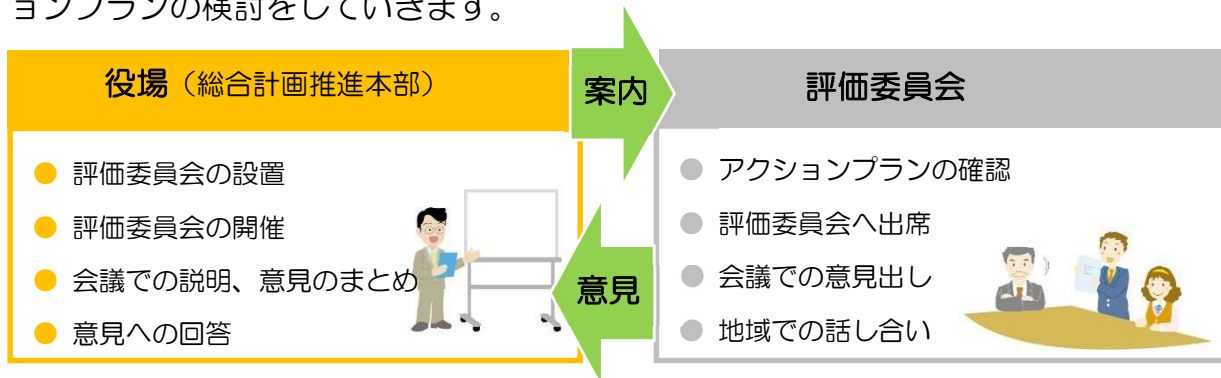 ョンプランの検討をしていきます。
役場（総合計画推進本部）
案内
評価委員会
● 評価委員会の設置
● 評価委員会の開催
● 会議での説明、意見のまとめ
● 意見への回答
意見
● アクションプランの確認
● 評価委員会へ出席
● 会議での意見出し
● 地域での話し合い